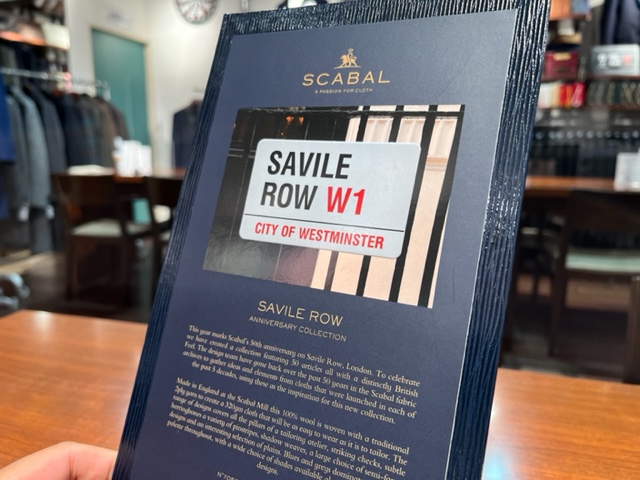 SCABAL
A PASSION FOR CLOTH
SAVILE
ROW W1
CITY OF WESTMINSTER
SAVILE ROW
ANNIVERSARY COLLECTION
This year marks Scabal's 50th anniversary on Savile Row, London. To celebrate
we have created a collection featuring 50 articles all with a distinctly British
Feel. The design team have gone back over the past 50 years in the Scabal fabric
archives to gather ideas and elements from cloths that were launched in each of
the past 5 decades, using these as the inspiration for this new collection.
Made in England at the Scabal Mill this 100% wool is woven with a traditional
2ply yarn to create a 320gm cloth that will be as easy to wear as it is to tailor. The
range of designs cover all the pillars of a tailoring atelier, striking checks, subtle
herringbones a variety of pinstripes, shadow weaves, a large choice of semi-
designs and an interesting selection of plains. Blues and greys
palette throughout, with a wide choice of shades available
designs.